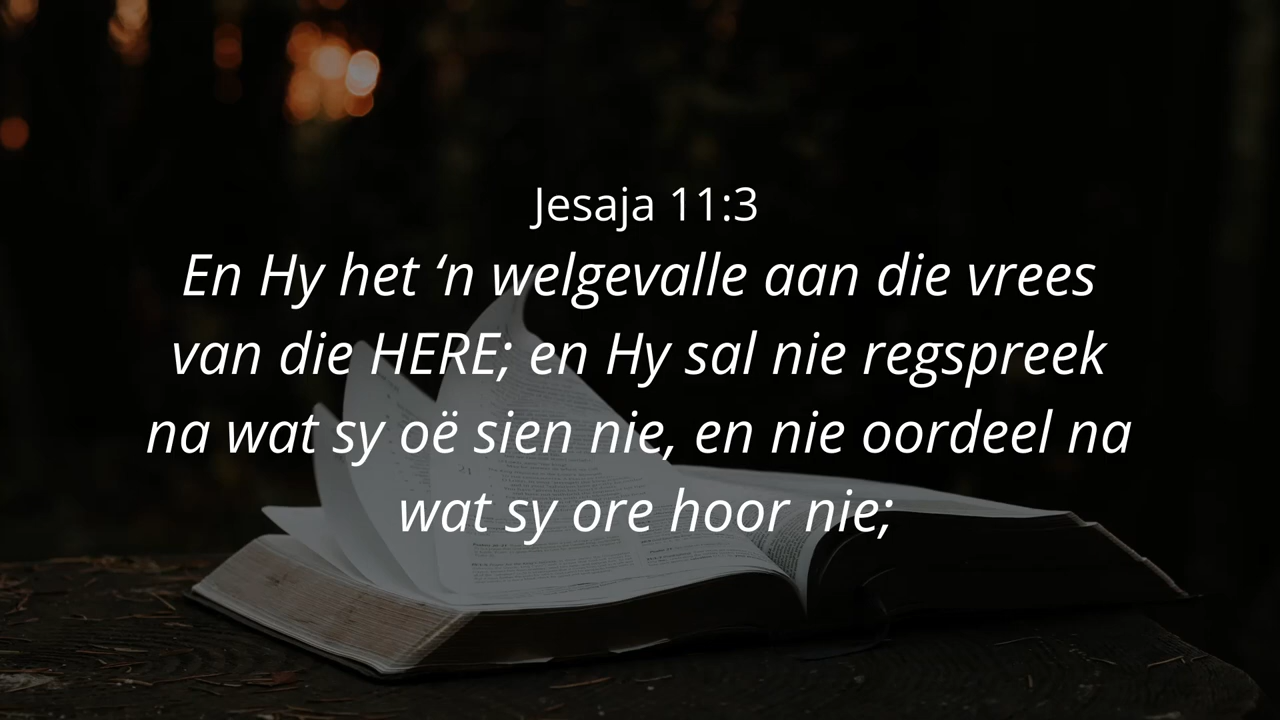 Jesaja 11:3
En Hy het ‘n welgevalle aan die vrees
van die HERE; en Hy sal nie regspreek
na wat sy oë sien nie, en nie oordeel na
wat sy ore hoor nie;